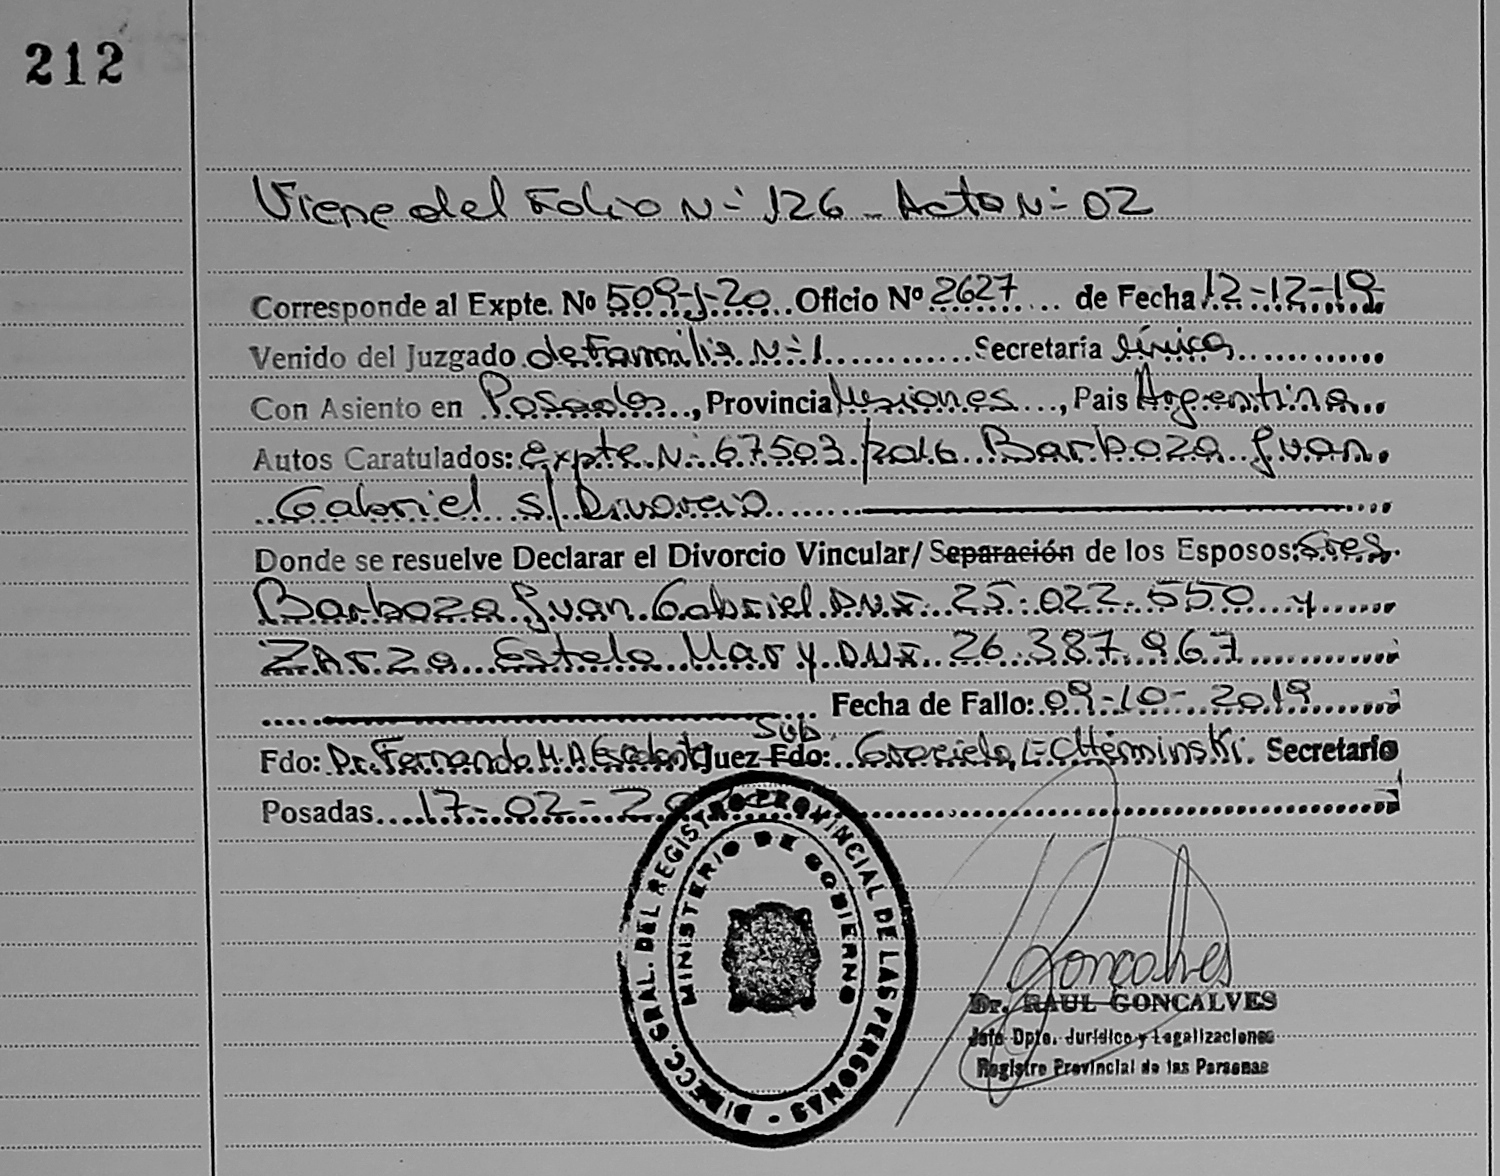 212
Viene del Folio Nº 126 - Acta Nº 02
Corresponde al Expte. Nº 509-J-20 Oficio Nº 2627 de Fecha 12-12-19
Venido del Juzgado de Familia Nº 1 Secretaría única
Con Asiento en Posadas, Provincia Misiones, Pais Argentina
Autos Caratulados: Expte Nº 67503/2016 Barboza Juan
Gabriel s/ Divorcio
Donde se resuelve Declarar el Divorcio Vincular/ Separación de los Esposos: Sres.
Barboza Juan Gabriel D.N.I. 25.022.550 y
Zarza Estela Mary D.N.I. 26.387.967
Fecha de Fallo: 09-10-2019
Sub.
Fdo: Dr. Fernando M.A. Juez Fdo: Graciela Secretario
Posadas 17-02-
DIRECC. GRAL. DEL REGISTRO PROVINCIAL DE LAS PERSONAS
MINISTERIO DE GOBIERNO
Goncalves
Dr. RAUL GONCALVES
Jefe Dpto. Jurídico y Legalizaciones
Registro Provincial de las Personas